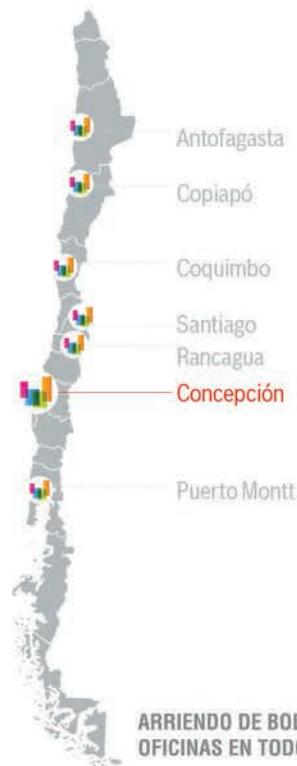 Antofagasta
Copiapó
Coquimbo
Santiago
Rancagua
Concepción
Puerto Montt
ARRIENDO DE
OFICINAS EN